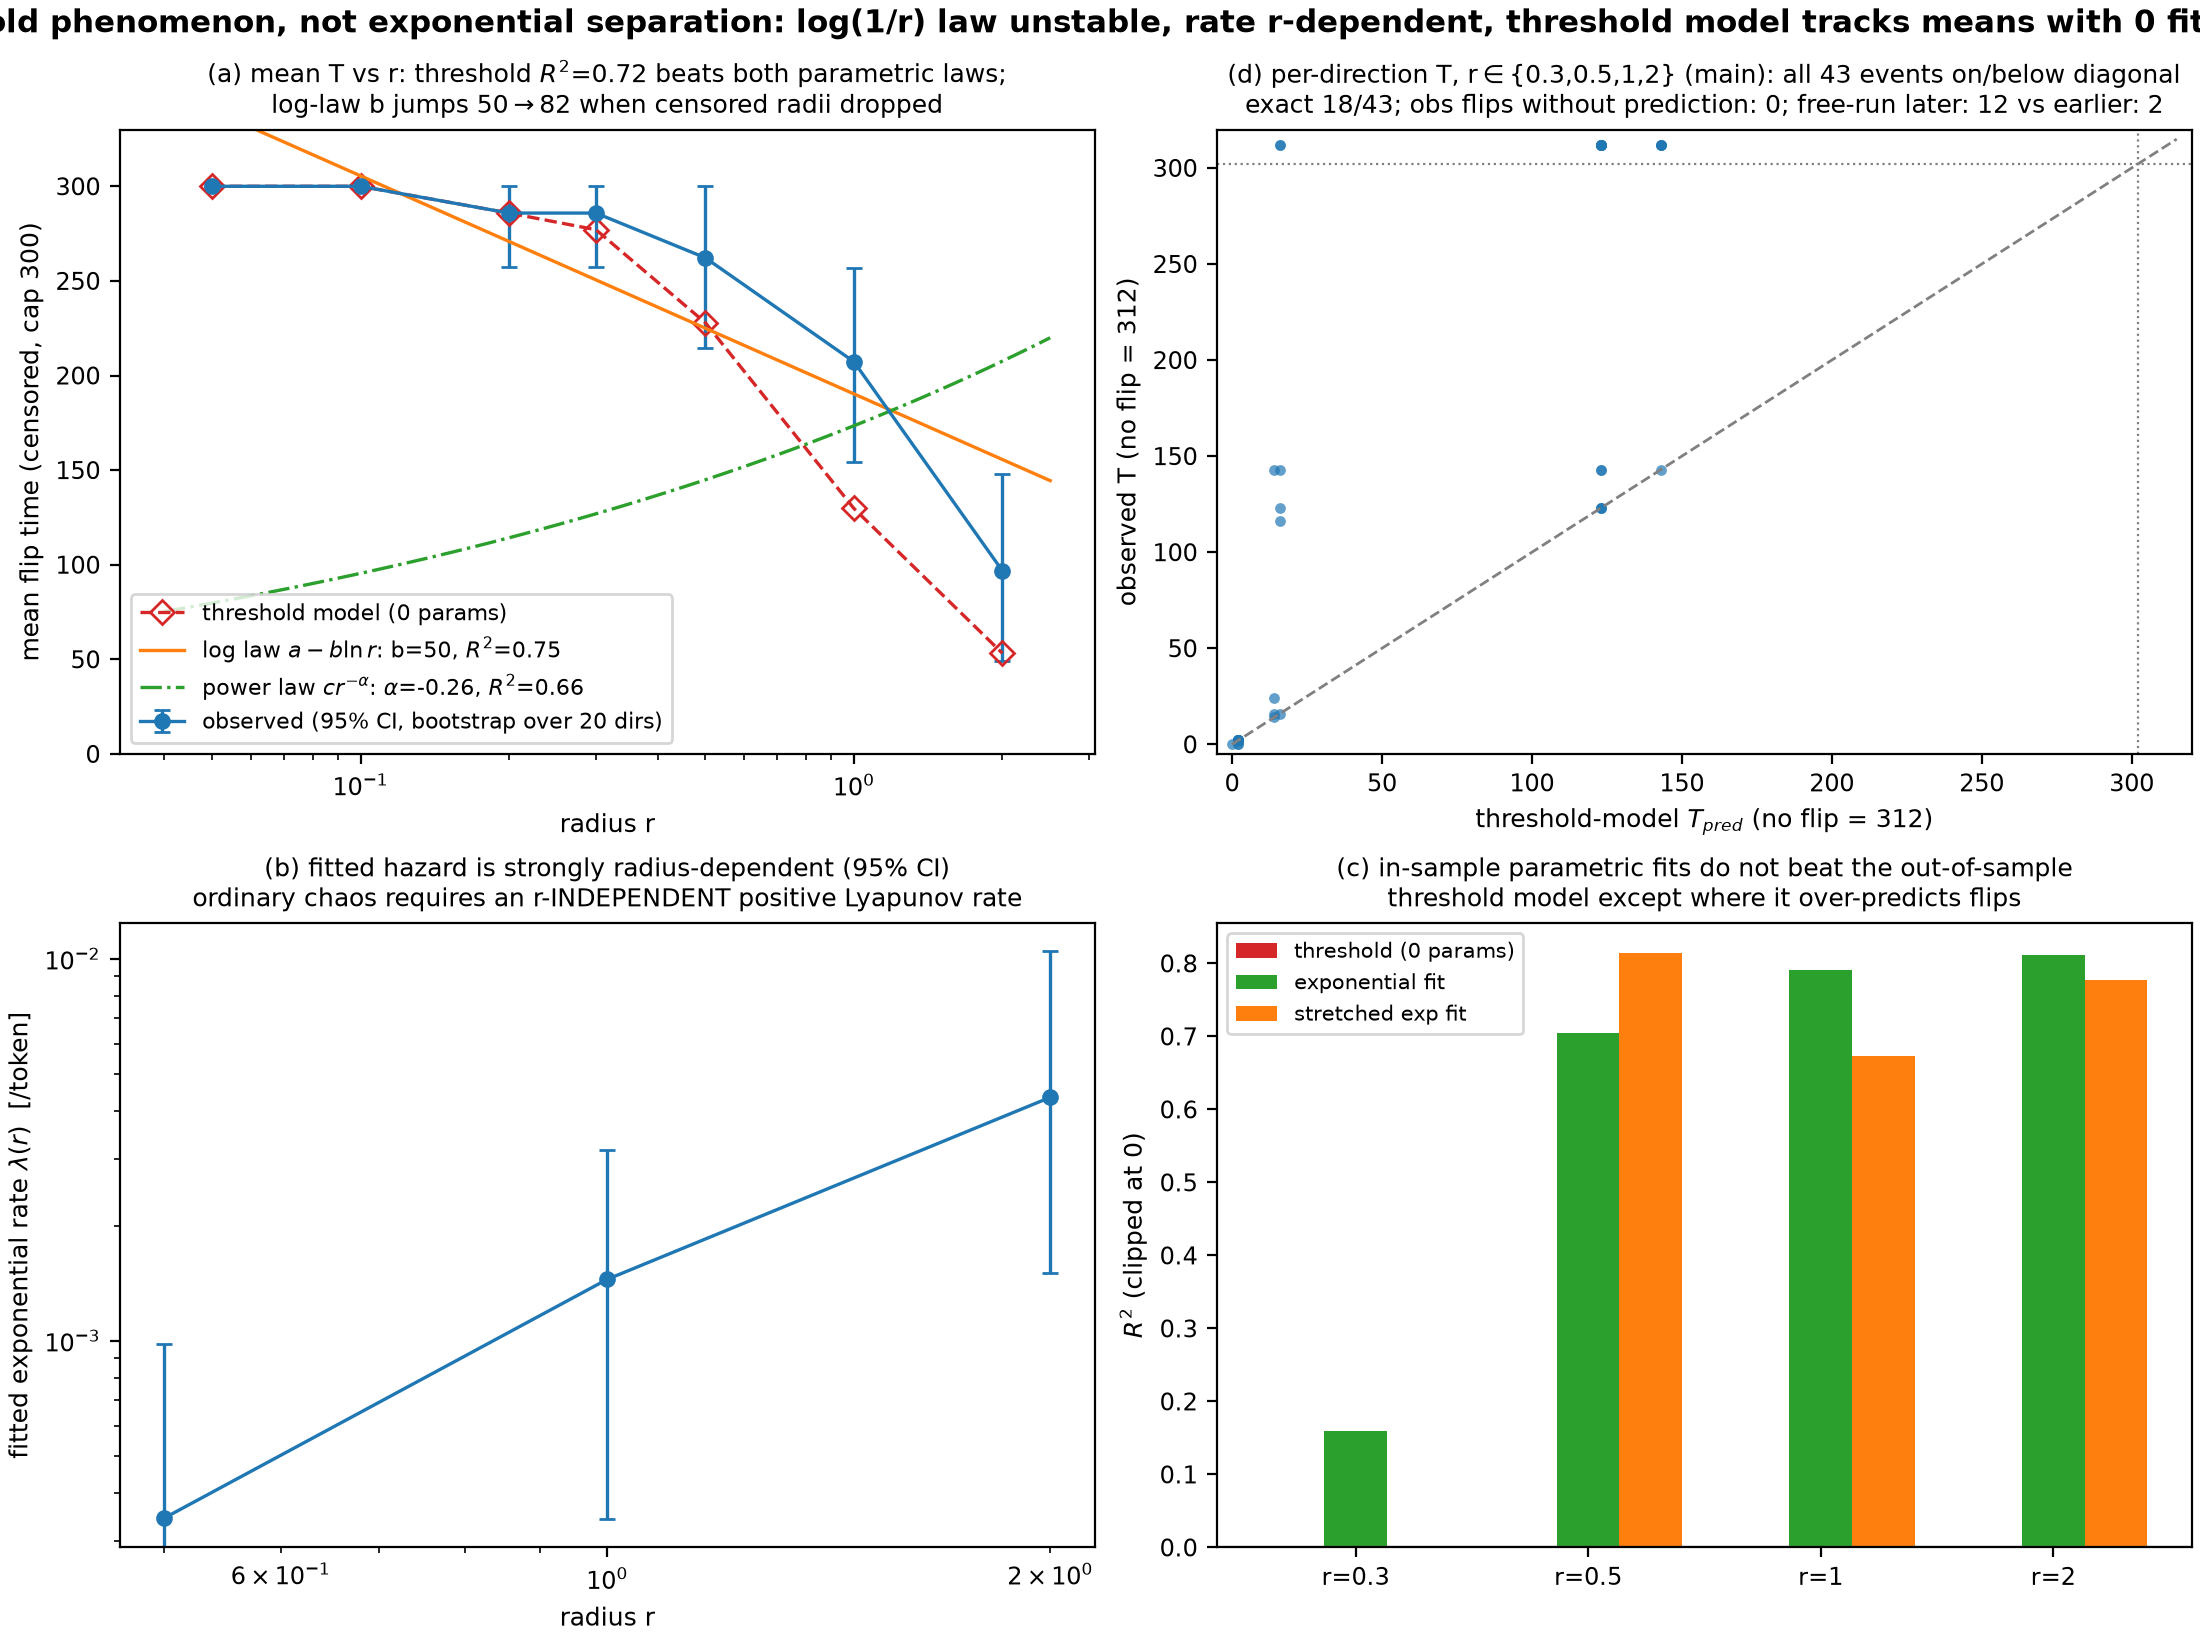 old phenomenon, not exponential separation: log(1/r) law unstable, rate r-dependent, threshold model tracks means with 0 fit
(a) mean T vs r: threshold R²=0.72 beats both parametric laws;
log-law b jumps 50→82 when censored radii dropped
mean flip time (censored, cap 300)
300
250
200
150
100
50
0
threshold model (0 params)
log law a − b ln r: b=50, R²=0.75
power law cr^−α: α=-0.26, R²=0.66
observed (95% CI, bootstrap over 20 dirs)
10⁻¹ 10⁰
radius r
(d) per-direction T, r ∈ {0.3,0.5,1,2} (main): all 43 events on/below diagonal
exact 18/43; obs flips without prediction: 0; free-run later: 12 vs earlier: 2
observed T (no flip = 312)
300
250
200
150
100
50
0
0 50 100 150 200 250 300
threshold-model T_pred (no flip = 312)
(b) fitted hazard is strongly radius-dependent (95% CI)
ordinary chaos requires an r-INDEPENDENT positive Lyapunov rate
fitted exponential rate λ(r) [/token]
10⁻²
10⁻³
6 × 10⁻¹ 10⁰ 2 × 10⁰
radius r
(c) in-sample parametric fits do not beat the out-of-sample
threshold model except where it over-predicts flips
R² (clipped at 0)
threshold (0 params)
exponential fit
stretched exp fit
0.8
0.7
0.6
0.5
0.4
0.3
0.2
0.1
0.0
r=0.3 r=0.5 r=1 r=2